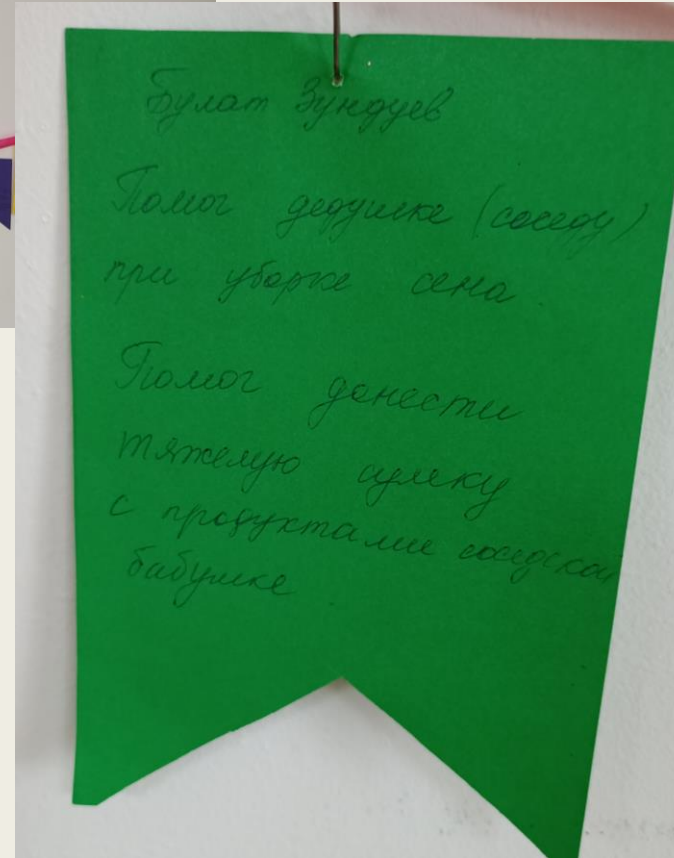 Булат Зундуев
Помог дедушке (соседу)
при уборке сена
Помог донести
тяжелую сумку
с продуктами соседской
бабушке